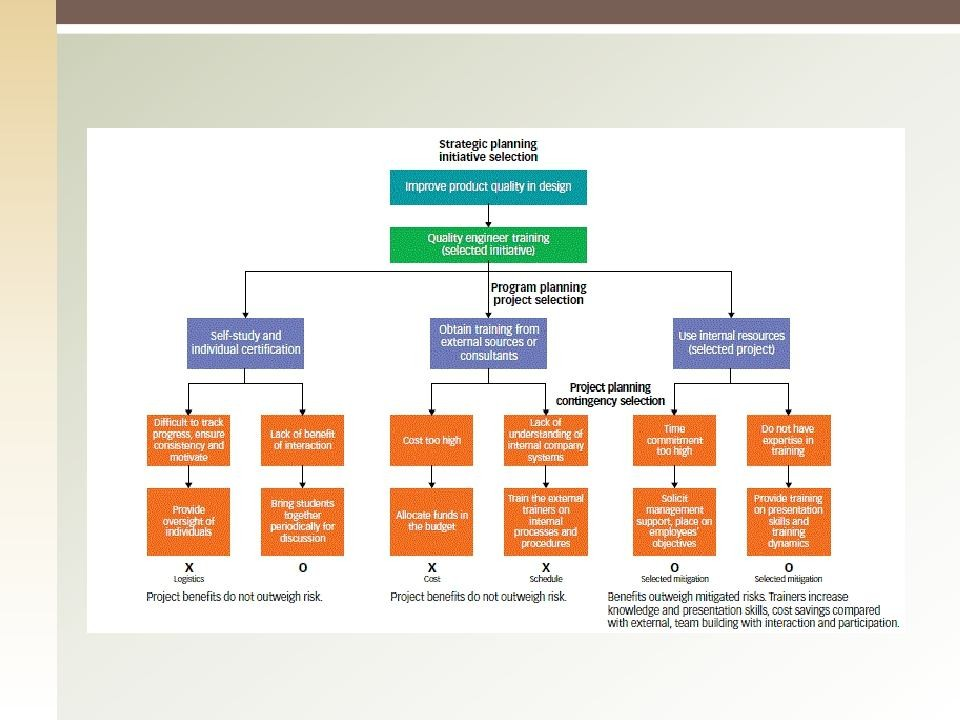 Strategic planning
initiative selection
Improve product quality in design
Quality engineer training
(selected initiative)
Program planning
project selection
Self-study and
individual certification
Obtain training from
external sources or
consultants
Use internal resources
(selected project)
Project planning
contingency selection
Difficult to track
progress, ensure
consistency and
motivate
Lack of benefit
of interaction
Cost too high
Lack of
understanding of
internal company
systems
Time
commitment
too high
Do not have
expertise in
training
Provide
oversight of
individuals
Bring students
together
periodically for
discussion
Allocate funds in
the budget
Train the external
trainers on
internal
processes and
procedures
Solicit
management
support, place on
employees'
objectives
Provide training
on presentation
skills and
training
dynamics
X
Logistics
O
X
Cost
X
Schedule
O
Selected mitigation
O
Selected mitigation
Project benefits do not outweigh risk.
Project benefits do not outweigh risk.
Benefits outweigh mitigated risks. Trainers increase
knowledge and presentation skills, cost savings compared
with external, team building with interaction and participation.